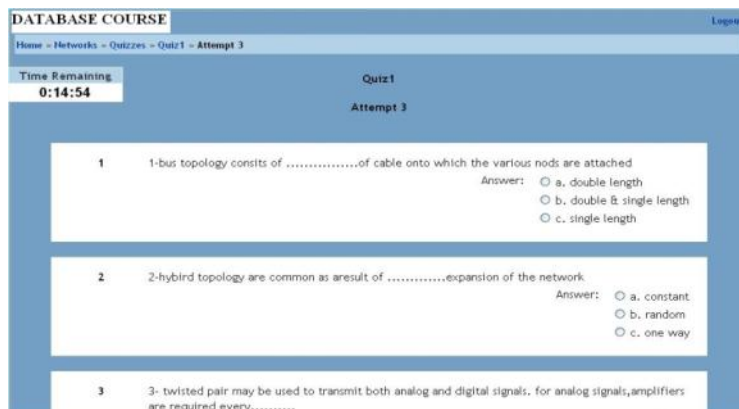 DATABASE COURSE
Logou
Home » Networks » Quizzes » Quiz1 » Attempt 3
Time Remaining
0:14:54
Quiz1
Attempt 3
1
1-bus topology consits of ................of cable onto which the various nods are attached
Answer:
a. double length
b. double & single length
c. single length
2
2-hybird topology are common as aresult of .............expansion of the network
Answer:
a. constant
b. random
c. one way
3
3- twisted pair may be used to transmit both analog and digital signals. for analog signals,amplifiers
are required every..........